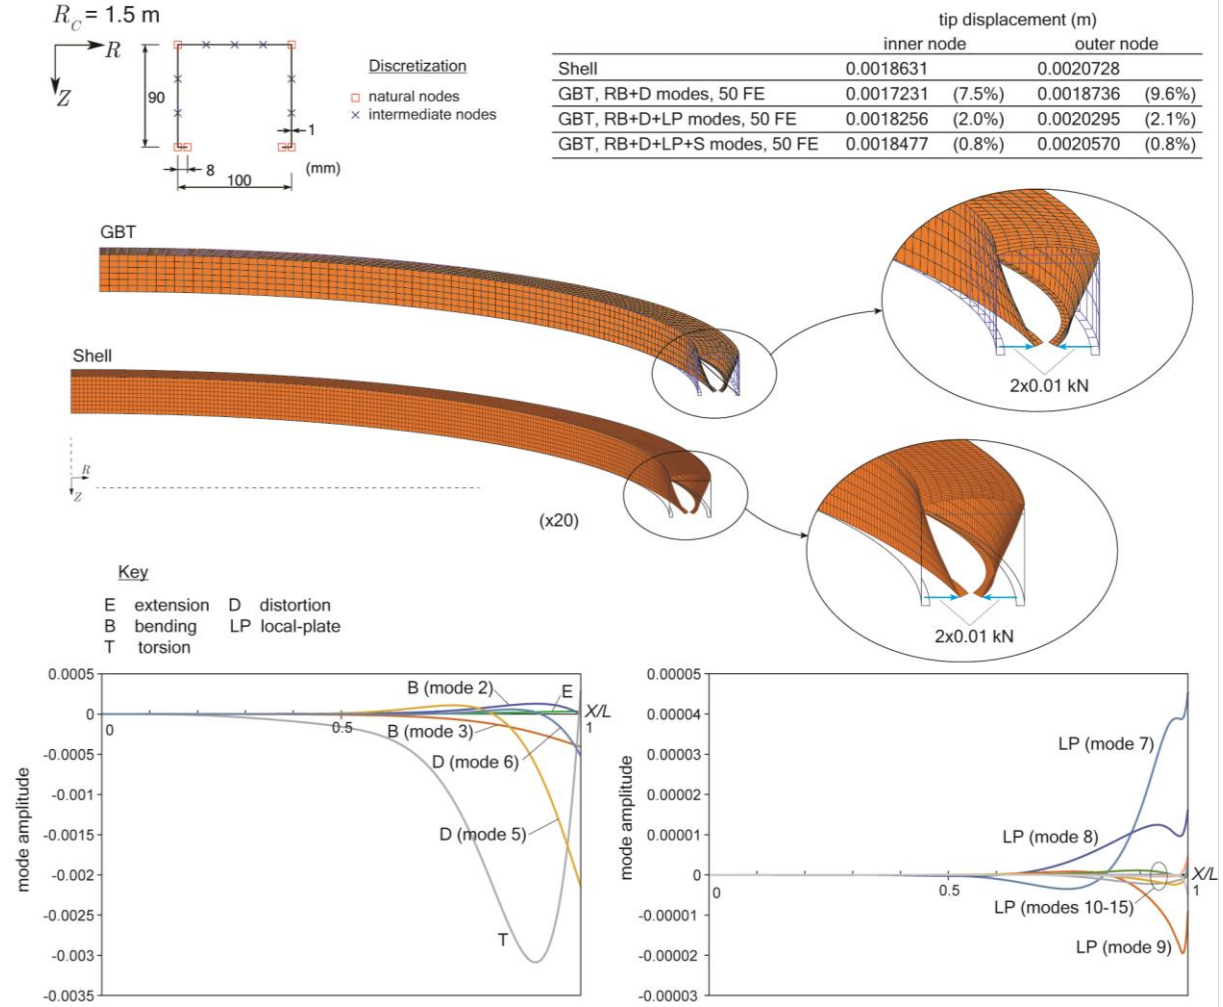 R_C = 1.5 m
R
Z
90
8
100
1
(mm)
Discretization
natural nodes
intermediate nodes
tip displacement (m)
inner node outer node
Shell 0.0018631 0.0020728
GBT, RB+D modes, 50 FE 0.0017231 (7.5%) 0.0018736 (9.6%)
GBT, RB+D+LP modes, 50 FE 0.0018256 (2.0%) 0.0020295 (2.1%)
GBT, RB+D+LP+S modes, 50 FE 0.0018477 (0.8%) 0.0020570 (0.8%)
GBT
2x0.01 kN
Shell
R
Z
(x20)
2x0.01 kN
Key
E extension D distortion
B bending LP local-plate
T torsion
mode amplitude
0.0005
0
-0.0005
-0.001
-0.0015
-0.002
-0.0025
-0.003
-0.0035
0
0.5
1
X/L
B (mode 2)
E
B (mode 3)
D (mode 6)
D (mode 5)
T
mode amplitude
0.00005
0.00004
0.00003
0.00002
0.00001
0
-0.00001
-0.00002
-0.00003
0
0.5
1
X/L
LP (mode 7)
LP (mode 8)
LP (modes 10-15)
LP (mode 9)